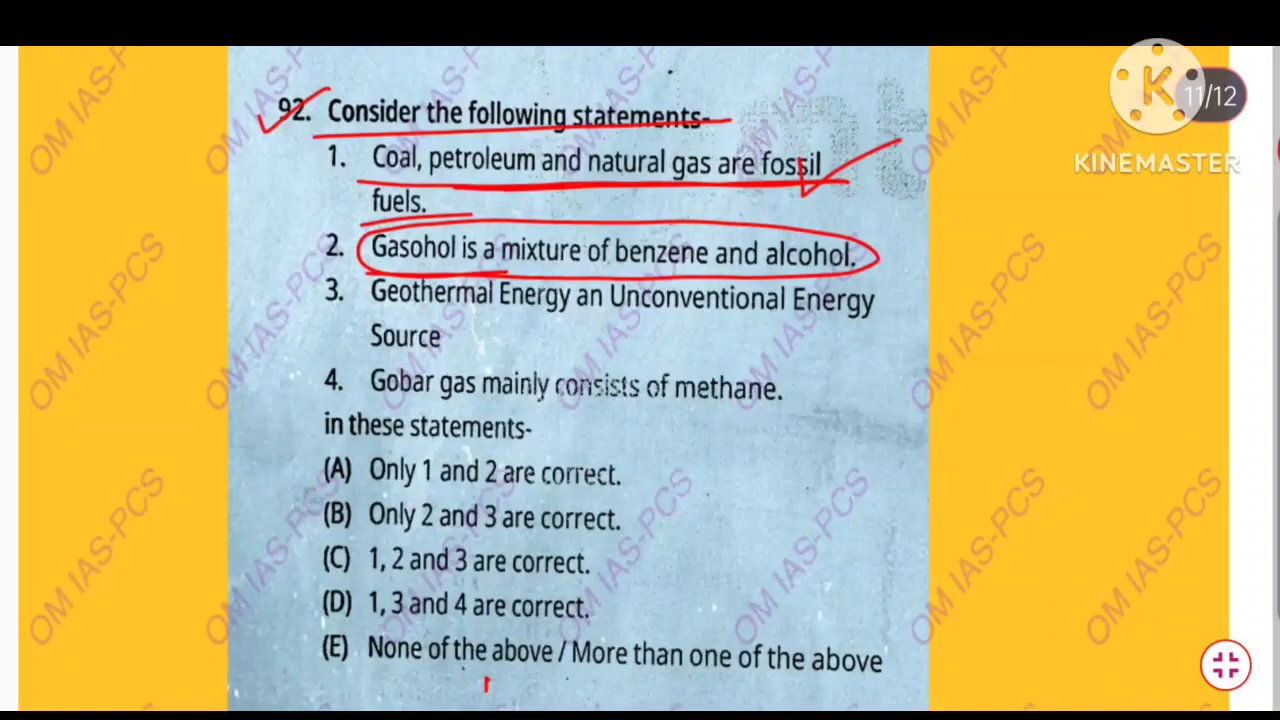 11/12
KINEMASTER
92. Consider the following statements-
1. Coal, petroleum and natural gas are fossil
fuels.
2. Gasohol is a mixture of benzene and alcohol.
3. Geothermal Energy an Unconventional Energy
Source
4. Gobar gas mainly consists of methane.
in these statements-
(A) Only 1 and 2 are correct.
(B) Only 2 and 3 are correct.
(C) 1, 2 and 3 are correct.
(D) 1, 3 and 4 are correct.
(E) None of the above / More than one of the above
OM IAS-PCS